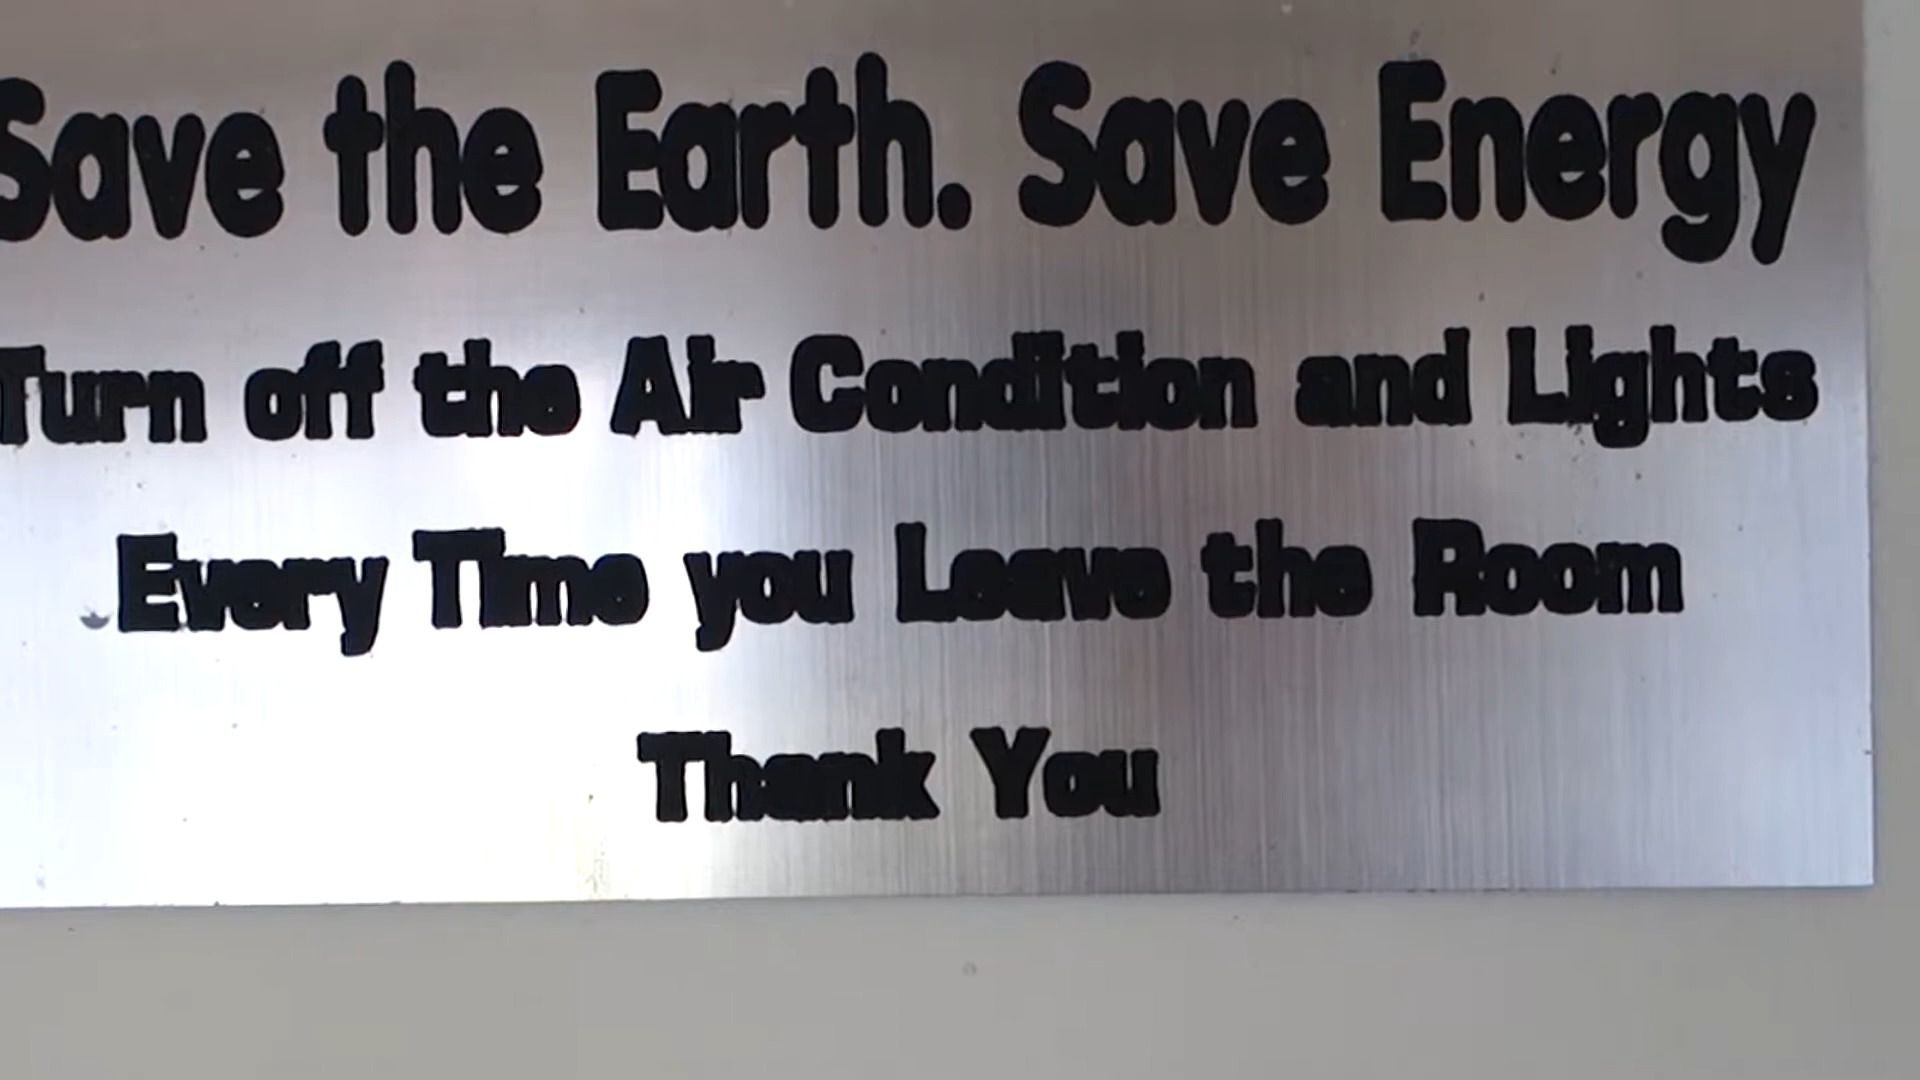 Save the Earth. Save Energy
Turn off the Air Condition and Lights
Every Time you Leave the Room
Thank You